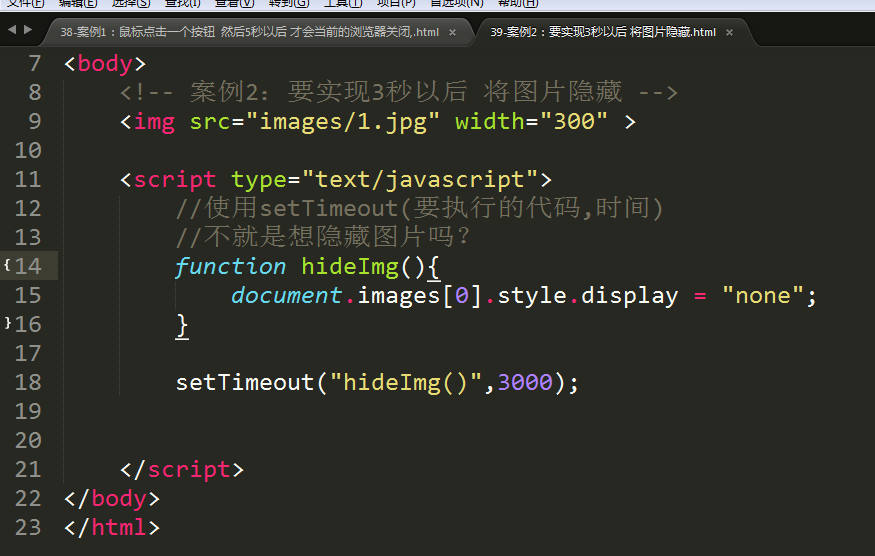 文件(F) 编辑(E) 选择(S) 查找(I) 查看(V) 转到(G) 工具(T) 项目(P) 首选项(N) 帮助(H)
38-案例1：鼠标点击一个按钮 然后5秒以后 才会当前的浏览器关闭,.html × 39-案例2：要实现3秒以后 将图片隐藏.html ×
7 <body>
8 <!-- 案例2：要实现3秒以后 将图片隐藏 -->
9 <img src="images/1.jpg" width="300" >
10
11 <script type="text/javascript">
12 //使用setTimeout(要执行的代码,时间)
13 //不就是想隐藏图片吗？
14 function hideImg(){
15 document.images[0].style.display = "none";
16 }
17
18 setTimeout("hideImg()",3000);
19
20
21 </script>
22 </body>
23 </html>